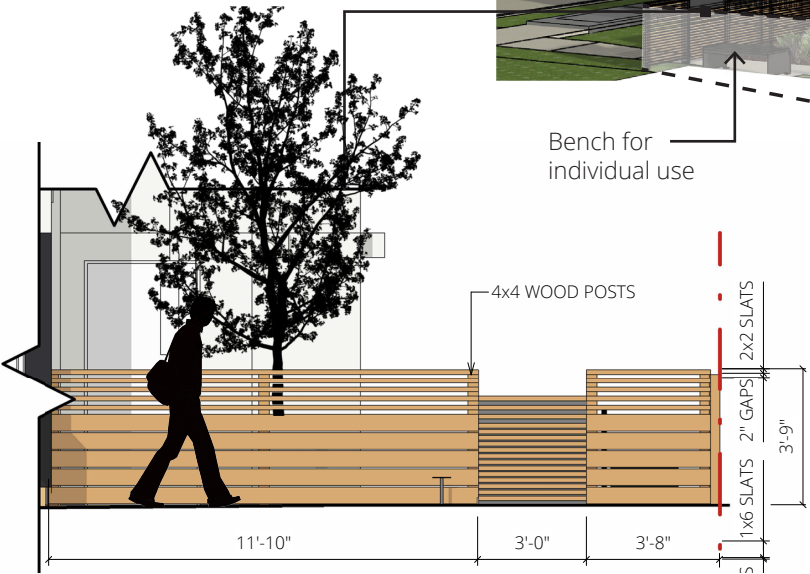 Bench for
individual use
4x4 WOOD POSTS
2x2 SLATS
2" GAPS
1x6 SLATS
3'-9"
11'-10"
3'-0"
3'-8"